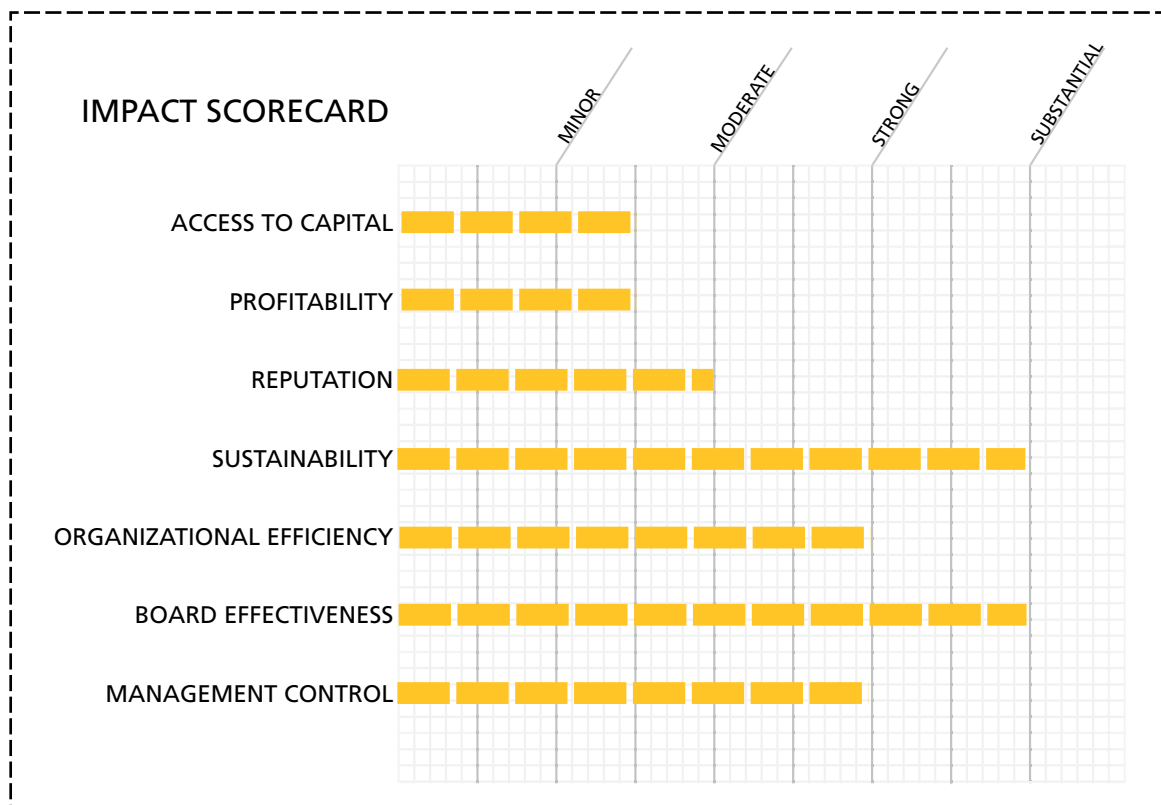 IMPACT SCORECARD
MINOR
MODERATE
STRONG
SUBSTANTIAL
ACCESS TO CAPITAL
PROFITABILITY
REPUTATION
SUSTAINABILITY
ORGANIZATIONAL EFFICIENCY
BOARD EFFECTIVENESS
MANAGEMENT CONTROL